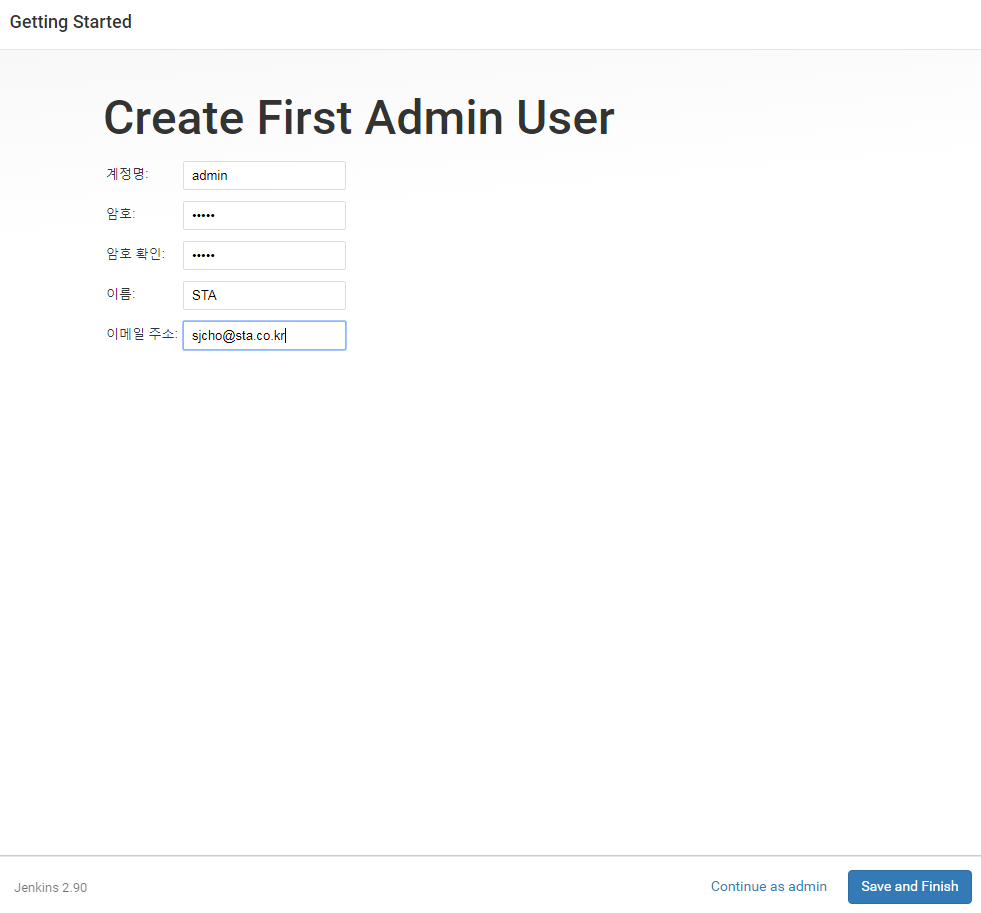 Getting Started
Create First Admin User
계정명: admin
암호: •••••
암호 확인: •••••
이름: STA
이메일 주소: sjcho@sta.co.kr
Jenkins 2.90 Continue as admin Save and Finish